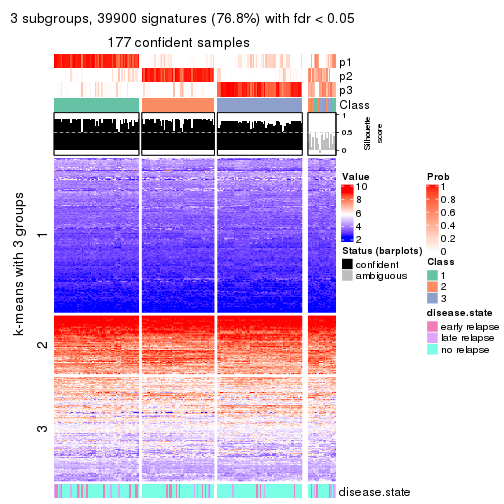 3 subgroups, 39900 signatures (76.8%) with fdr < 0.05
177 confident samples
p1
p2
p3
Class
1
0.5
0
Silhouette
score
k-means with 3 groups
1
2
3
disease.state
Value
10
8
6
4
2
Status (barplots)
confident
ambiguous
Prob
1
0.8
0.6
0.4
0.2
0
Class
1
2
3
disease.state
early relapse
late relapse
no relapse